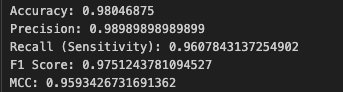 Accuracy: 0.98046875
Precision: 0.98989898989899
Recall (Sensitivity): 0.9607843137254902
F1 Score: 0.9751243781094527
MCC: 0.9593426731691362